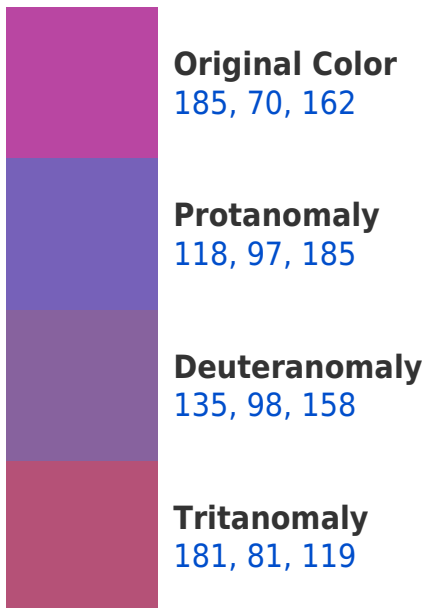 Original Color
185, 70, 162
Protanomaly
118, 97, 185
Deuteranomaly
135, 98, 158
Tritanomaly
181, 81, 119